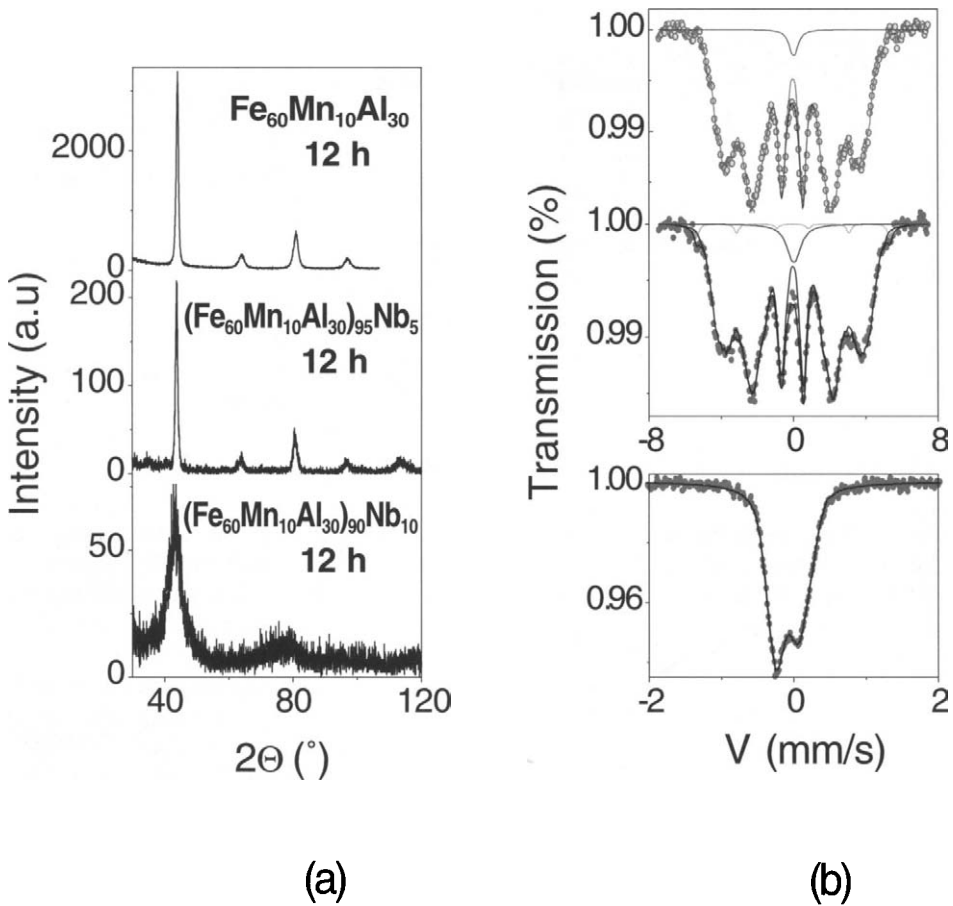 Fe₆₀Mn₁₀Al₃₀
12 h
2000
0
(Fe₆₀Mn₁₀Al₃₀)₉₅Nb₅
12 h
200
100
0
(Fe₆₀Mn₁₀Al₃₀)₉₀Nb₁₀
12 h
50
0
40 80 120
Intensity (a.u)
2Θ (°)
(a)
1.00
0.99
1.00
0.99
-8 0 8
1.00
0.96
-2 0 2
Transmission (%)
V (mm/s)
(b)